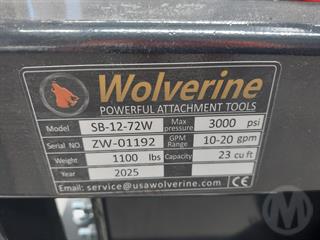 Wolverine
POWERFUL ATTACHMENT TOOLS
Model SB-12-72W Max pressure 3000 psi
Serial NO ZW-01192 GPM Range 10-20 gpm
Weight 1100 lbs Capacity 23 cu ft
Year 2025
Email: service@usawolverine.com CE
M